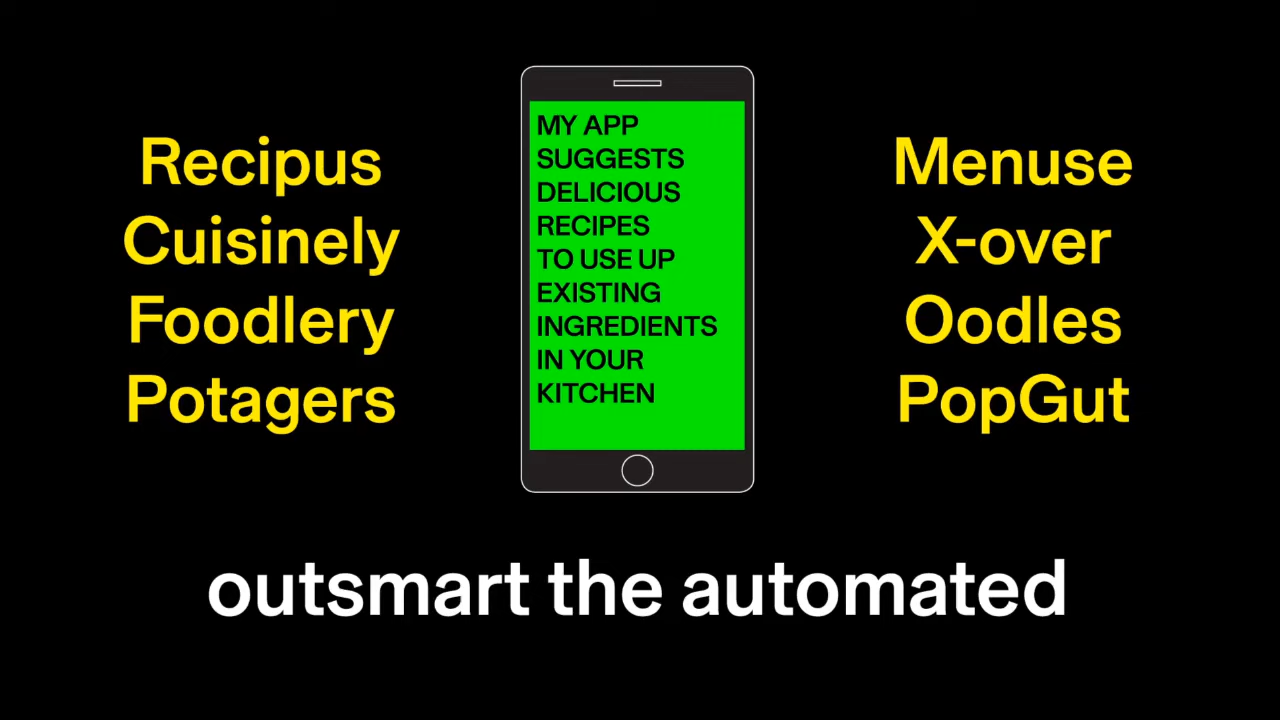 Recipus
Cuisinely
Foodlery
Potagers
MY APP
SUGGESTS
DELICIOUS
RECIPES
TO USE UP
EXISTING
INGREDIENTS
IN YOUR
KITCHEN
Menuse
X-over
Oodles
PopGut
outsmart the automated